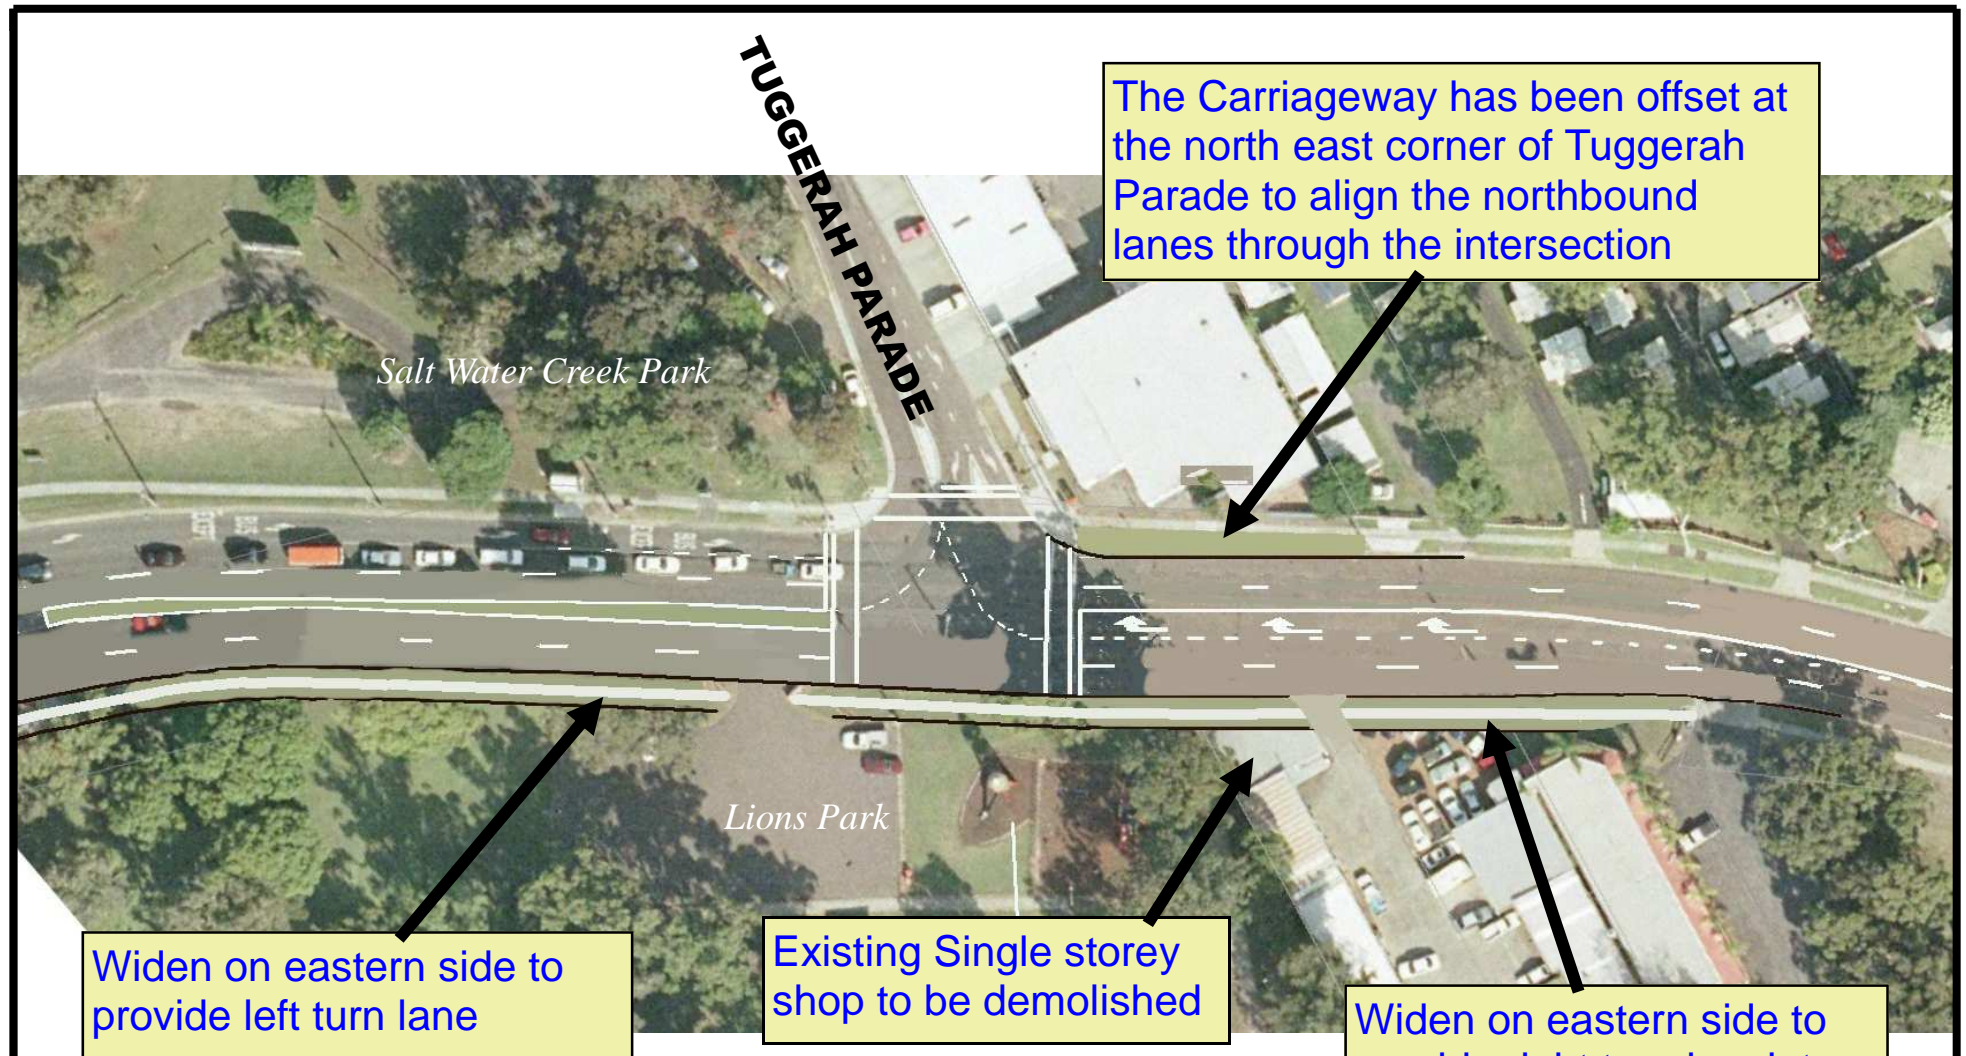 TUGGERAH PARADE
The Carriageway has been offset at
the north east corner of Tuggerah
Parade to align the northbound
lanes through the intersection
Salt Water Creek Park
Lions Park
Widen on eastern side to
provide left turn lane
Existing Single storey
shop to be demolished
Widen on eastern side to